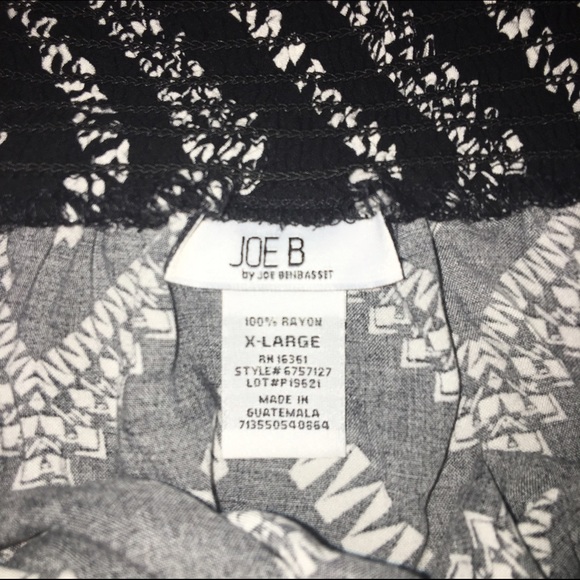 JOE B
by JOE BENBASSET
100% RAYON
X-LARGE
RN 16361
STYLE# 6757127
LOT#P19621
MADE IN
GUATEMALA
713550540864